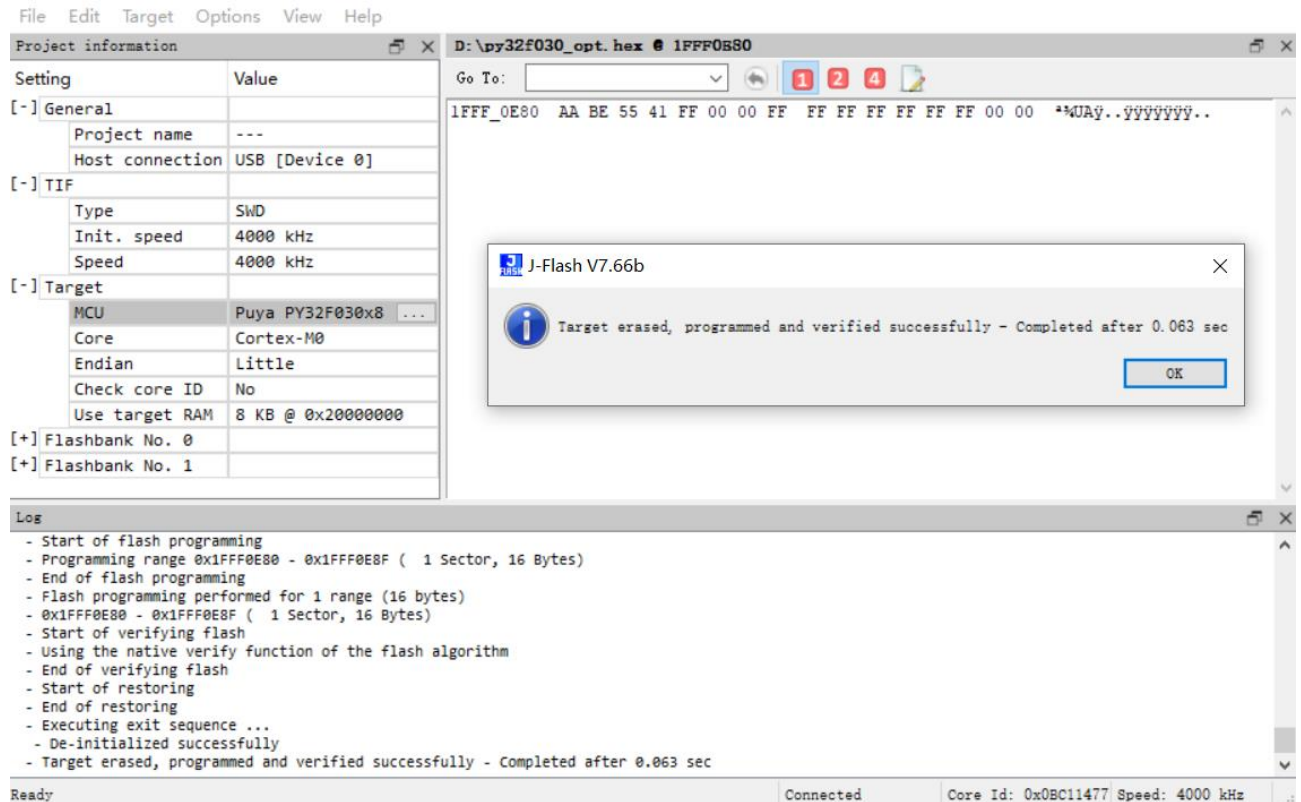 File Edit Target Options View Help
Project information
Setting Value
[-] General
Project name ---
Host connection USB [Device 0]
[-] TIF
Type SWD
Init. speed 4000 kHz
Speed 4000 kHz
[-] Target
MCU Puya PY32F030x8 ...
Core Cortex-M0
Endian Little
Check core ID No
Use target RAM 8 KB @ 0x20000000
[+] Flashbank No. 0
[+] Flashbank No. 1
D:\py32f030_opt.hex @ 1FFF0E80
Go To:
1 2 4
1FFF_0E80 AA BE 55 41 FF 00 00 FF FF FF FF FF FF FF 00 00 ª¾UAÿ..ÿÿÿÿÿÿÿ..
J-Flash V7.66b
Target erased, programmed and verified successfully - Completed after 0.063 sec
OK
Log
- Start of flash programming
- Programming range 0x1FFF0E80 - 0x1FFF0E8F ( 1 Sector, 16 Bytes)
- End of flash programming
- Flash programming performed for 1 range (16 bytes)
- 0x1FFF0E80 - 0x1FFF0E8F ( 1 Sector, 16 Bytes)
- Start of verifying flash
- Using the native verify function of the flash algorithm
- End of verifying flash
- Start of restoring
- End of restoring
- Executing exit sequence ...
- De-initialized successfully
- Target erased, programmed and verified successfully - Completed after 0.063 sec
Ready Connected Core Id: 0x0BC11477 Speed: 4000 kHz